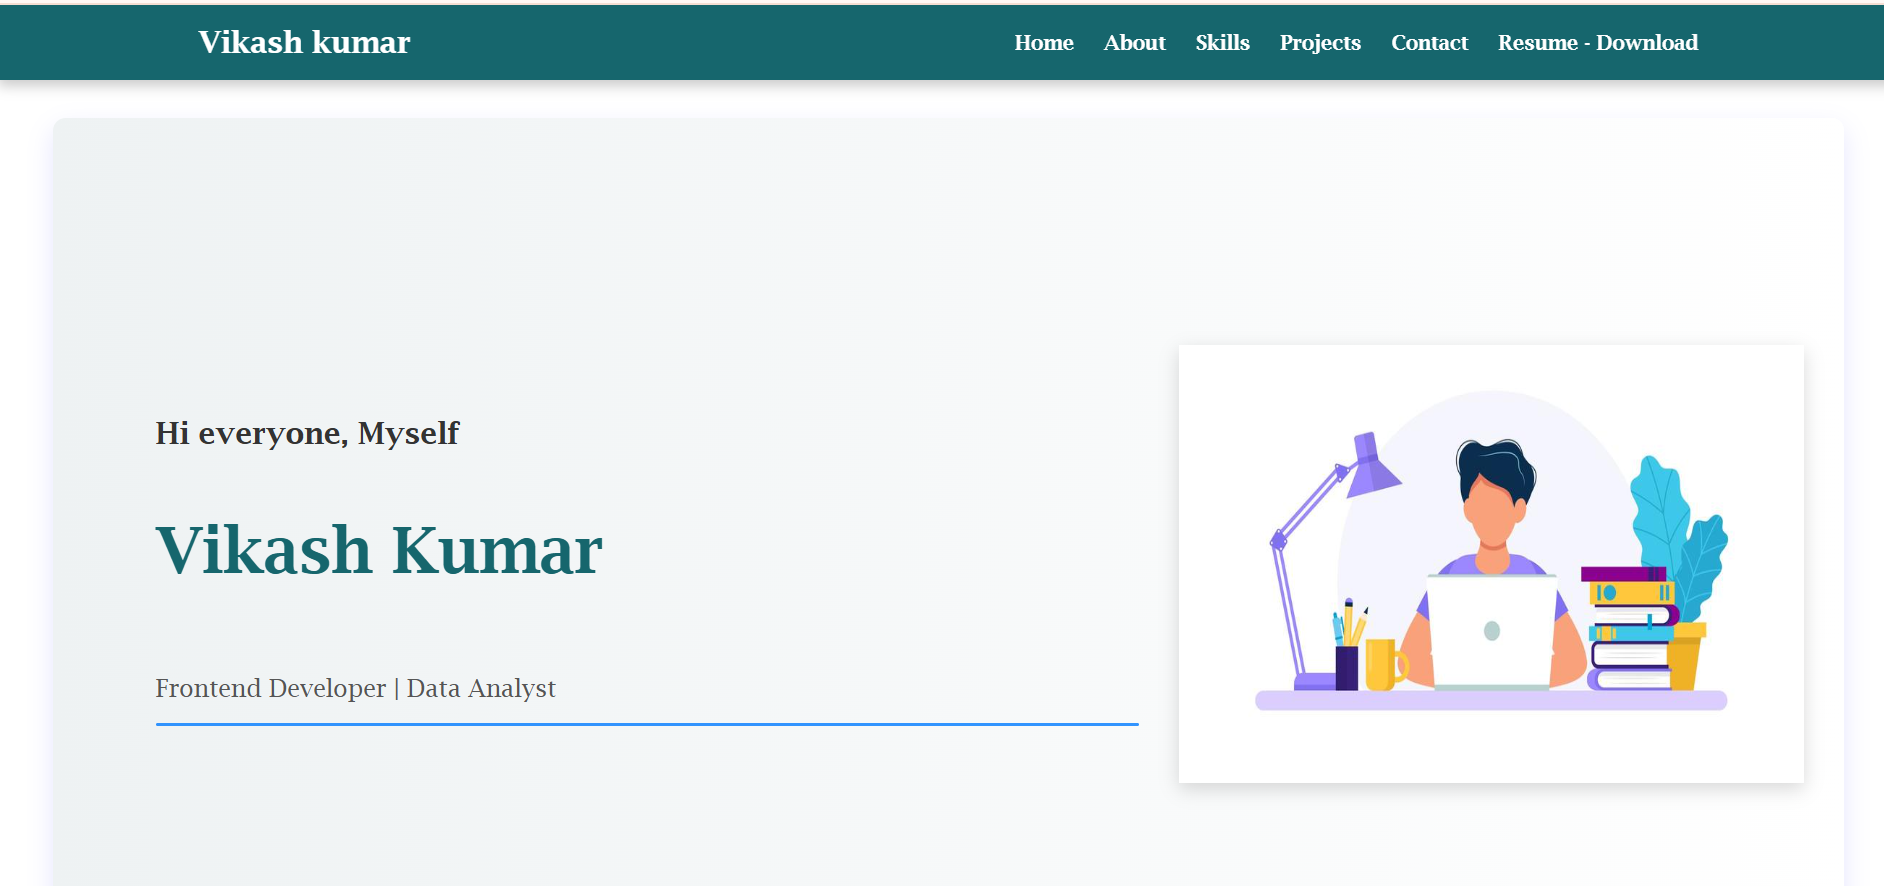 Vikash kumar
Home About Skills Projects Contact Resume - Download
Hi everyone, Myself
Vikash Kumar
Frontend Developer | Data Analyst